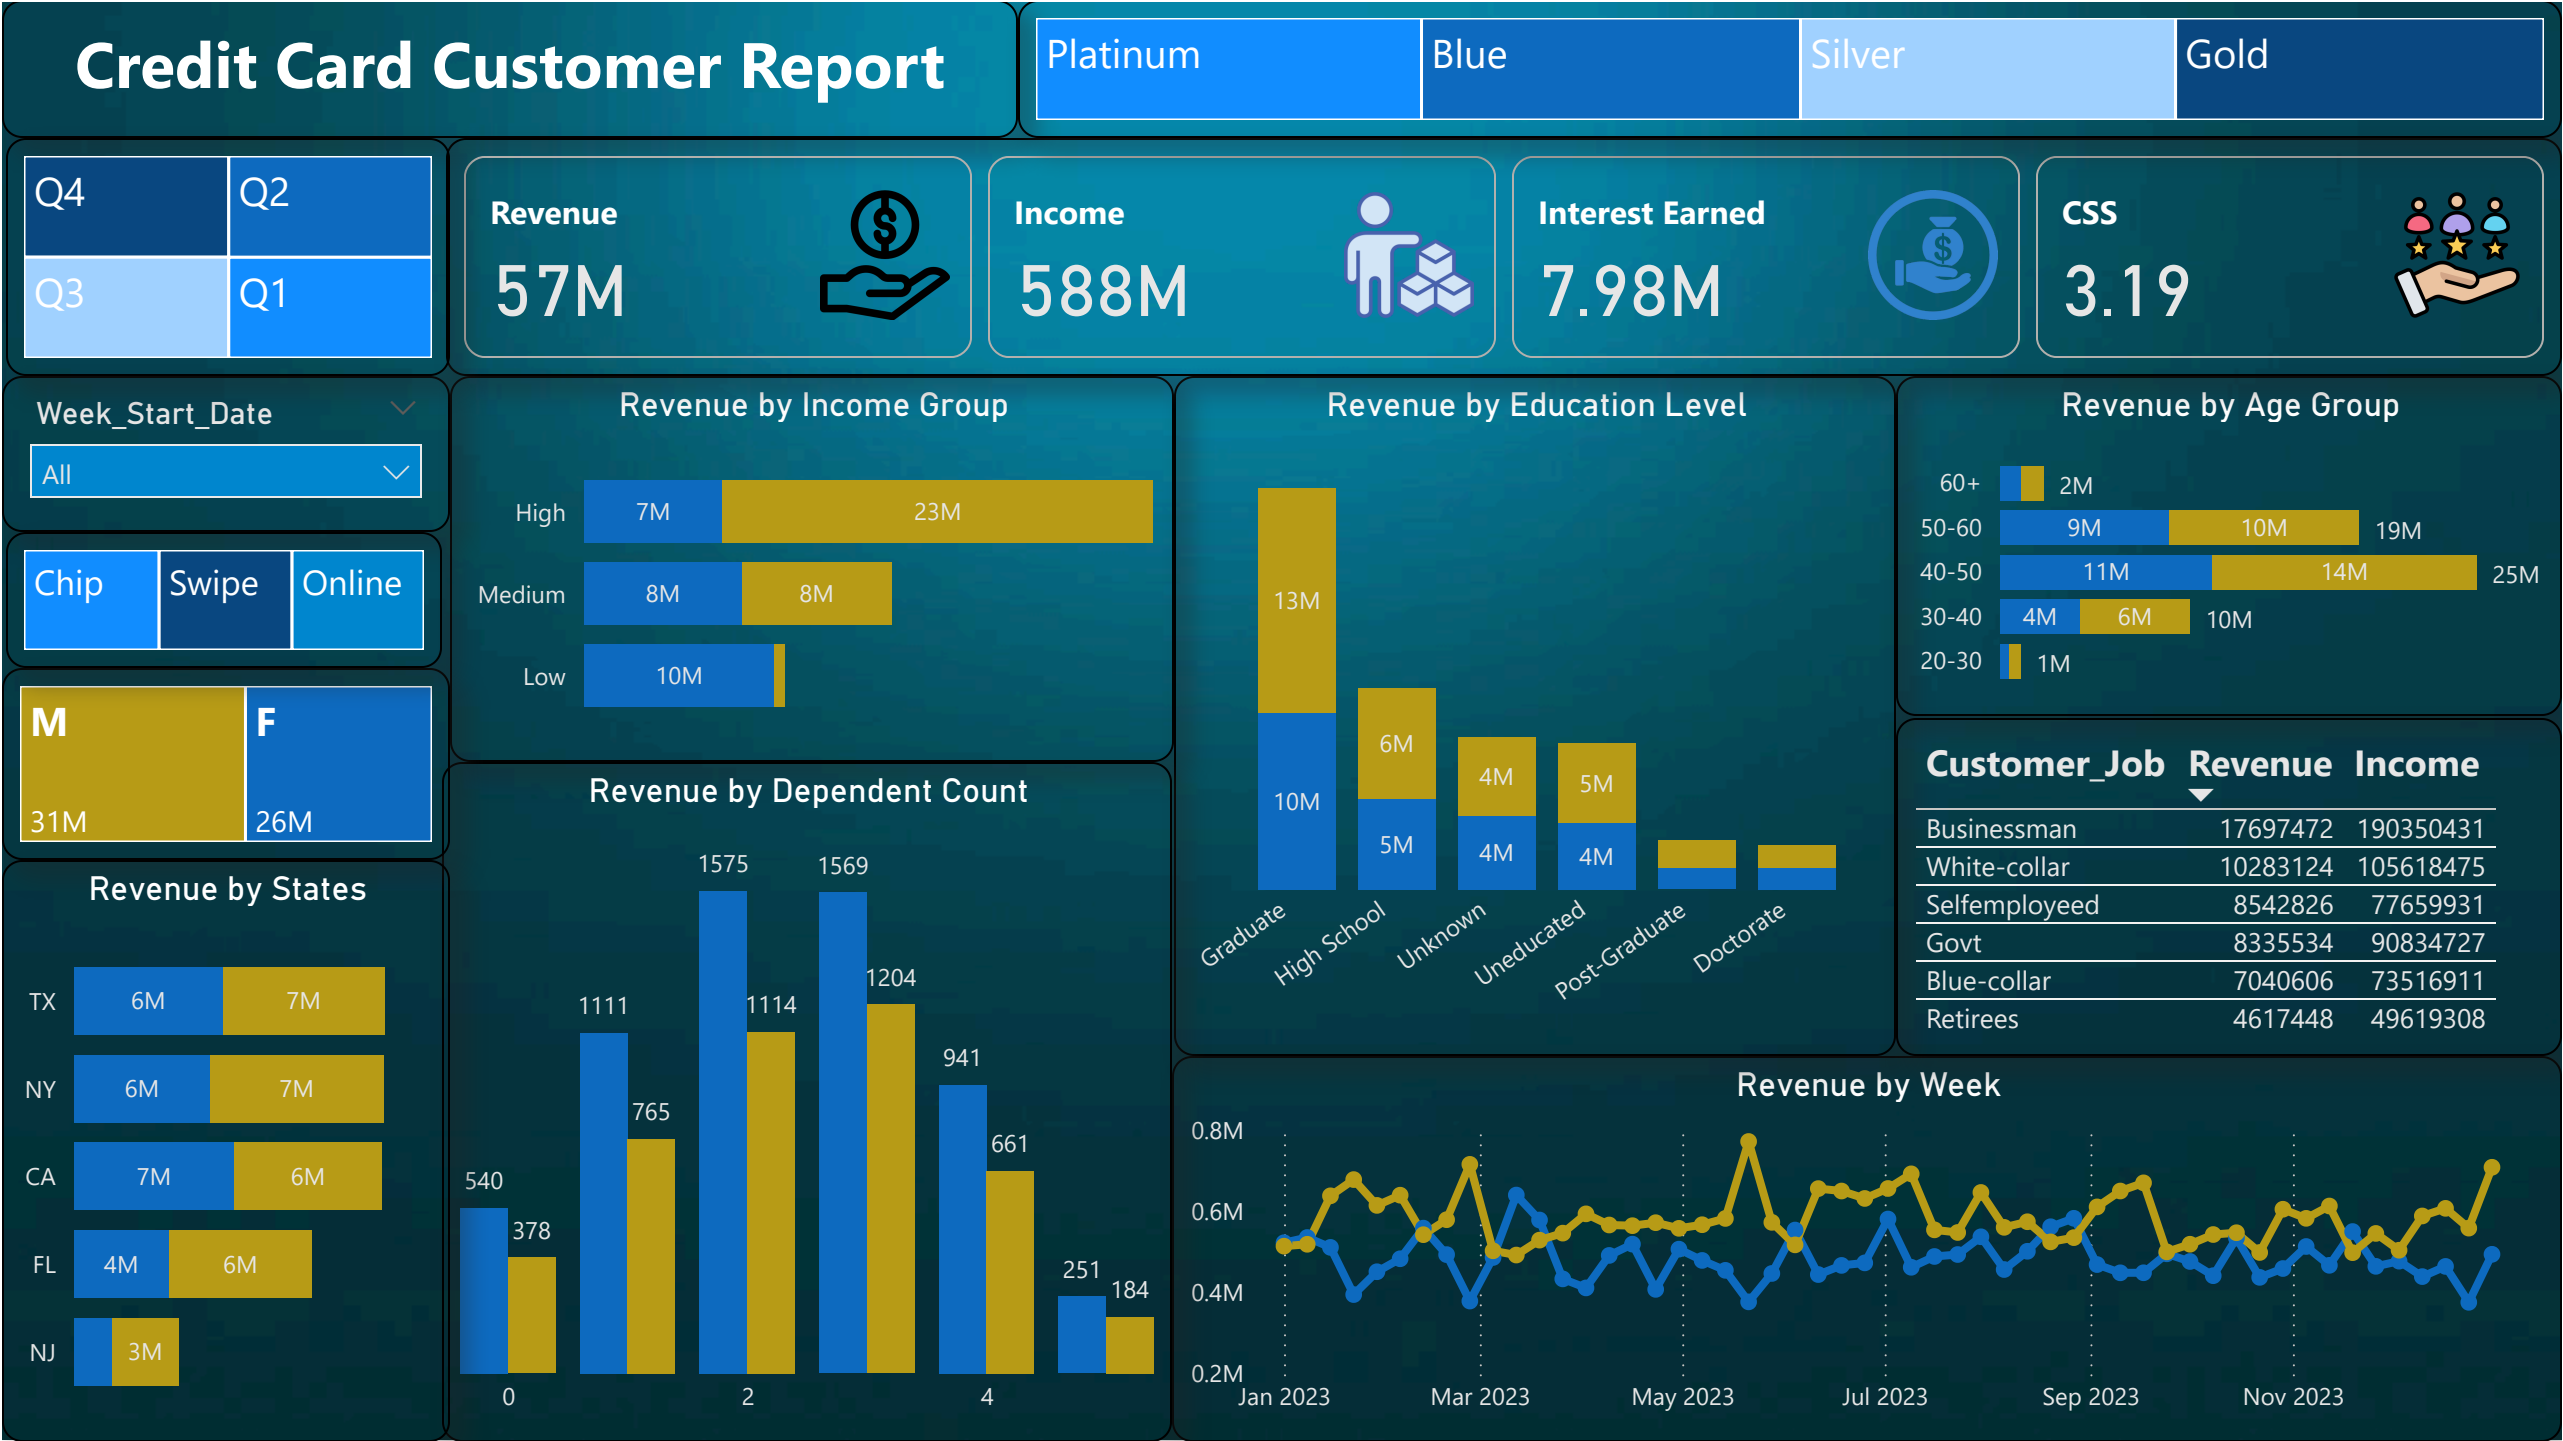 Credit Card Customer Report
Platinum
Blue
Silver
Gold
Q4
Q2
Q3
Q1
Revenue
57M
Income
588M
Interest Earned
7.98M
CSS
3.19
Week_Start_Date
All
Chip
Swipe
Online
M
31M
F
26M
Revenue by States
TX
6M
7M
NY
6M
7M
CA
7M
6M
FL
4M
6M
NJ
3M
Revenue by Income Group
High
7M
23M
Medium
8M
8M
Low
10M
Revenue by Dependent Count
540
378
1111
765
1575
1114
1569
1204
941
661
251
184
0
2
4
Revenue by Education Level
13M
10M
6M
5M
4M
4M
5M
4M
Graduate
High School
Unknown
Uneducated
Post-Graduate
Doctorate
Revenue by Age Group
60+
2M
50-60
9M
10M
19M
40-50
11M
14M
25M
30-40
4M
6M
10M
20-30
1M
Customer_Job Revenue Income
Businessman 17697472 190350431
White-collar 10283124 105618475
Selfemployeed 8542826 77659931
Govt 8335534 90834727
Blue-collar 7040606 73516911
Retirees 4617448 49619308
Revenue by Week
0.8M
0.6M
0.4M
0.2M
Jan 2023
Mar 2023
May 2023
Jul 2023
Sep 2023
Nov 2023